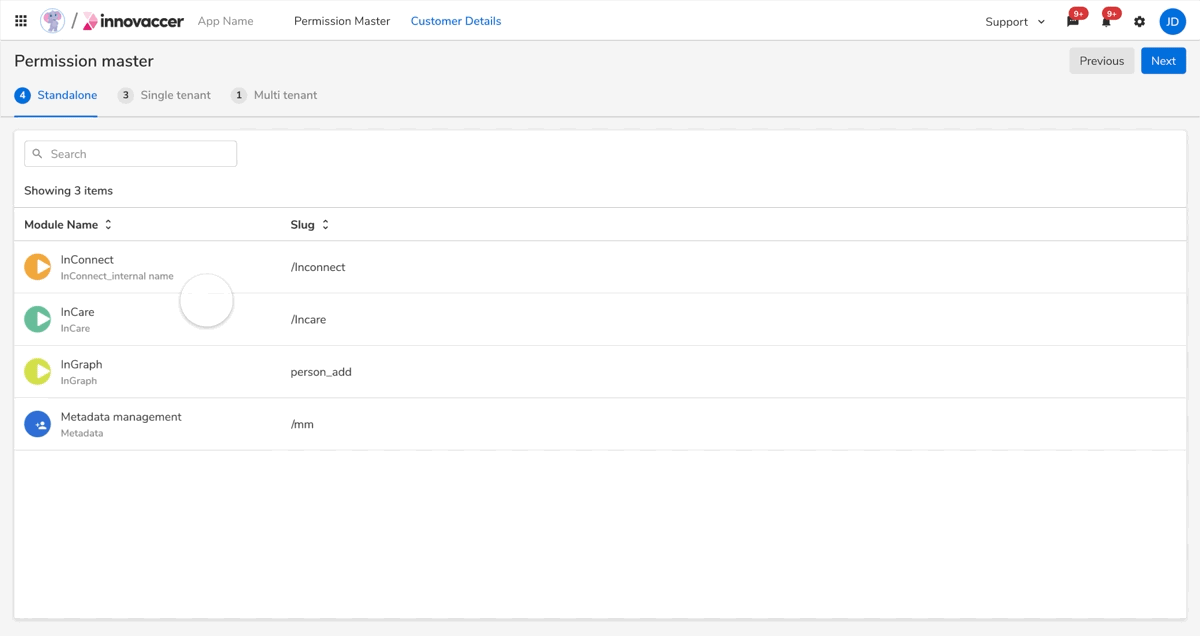 / innovaccer App Name Permission Master Customer Details Support 9+ 9+ JD
Permission master Previous Next
4 Standalone 3 Single tenant 1 Multi tenant
Search
Showing 3 items
Module Name Slug
InConnect
InConnect_internal name
/Inconnect
InCare
InCare
/Incare
InGraph
InGraph
person_add
Metadata management
Metadata
/mm